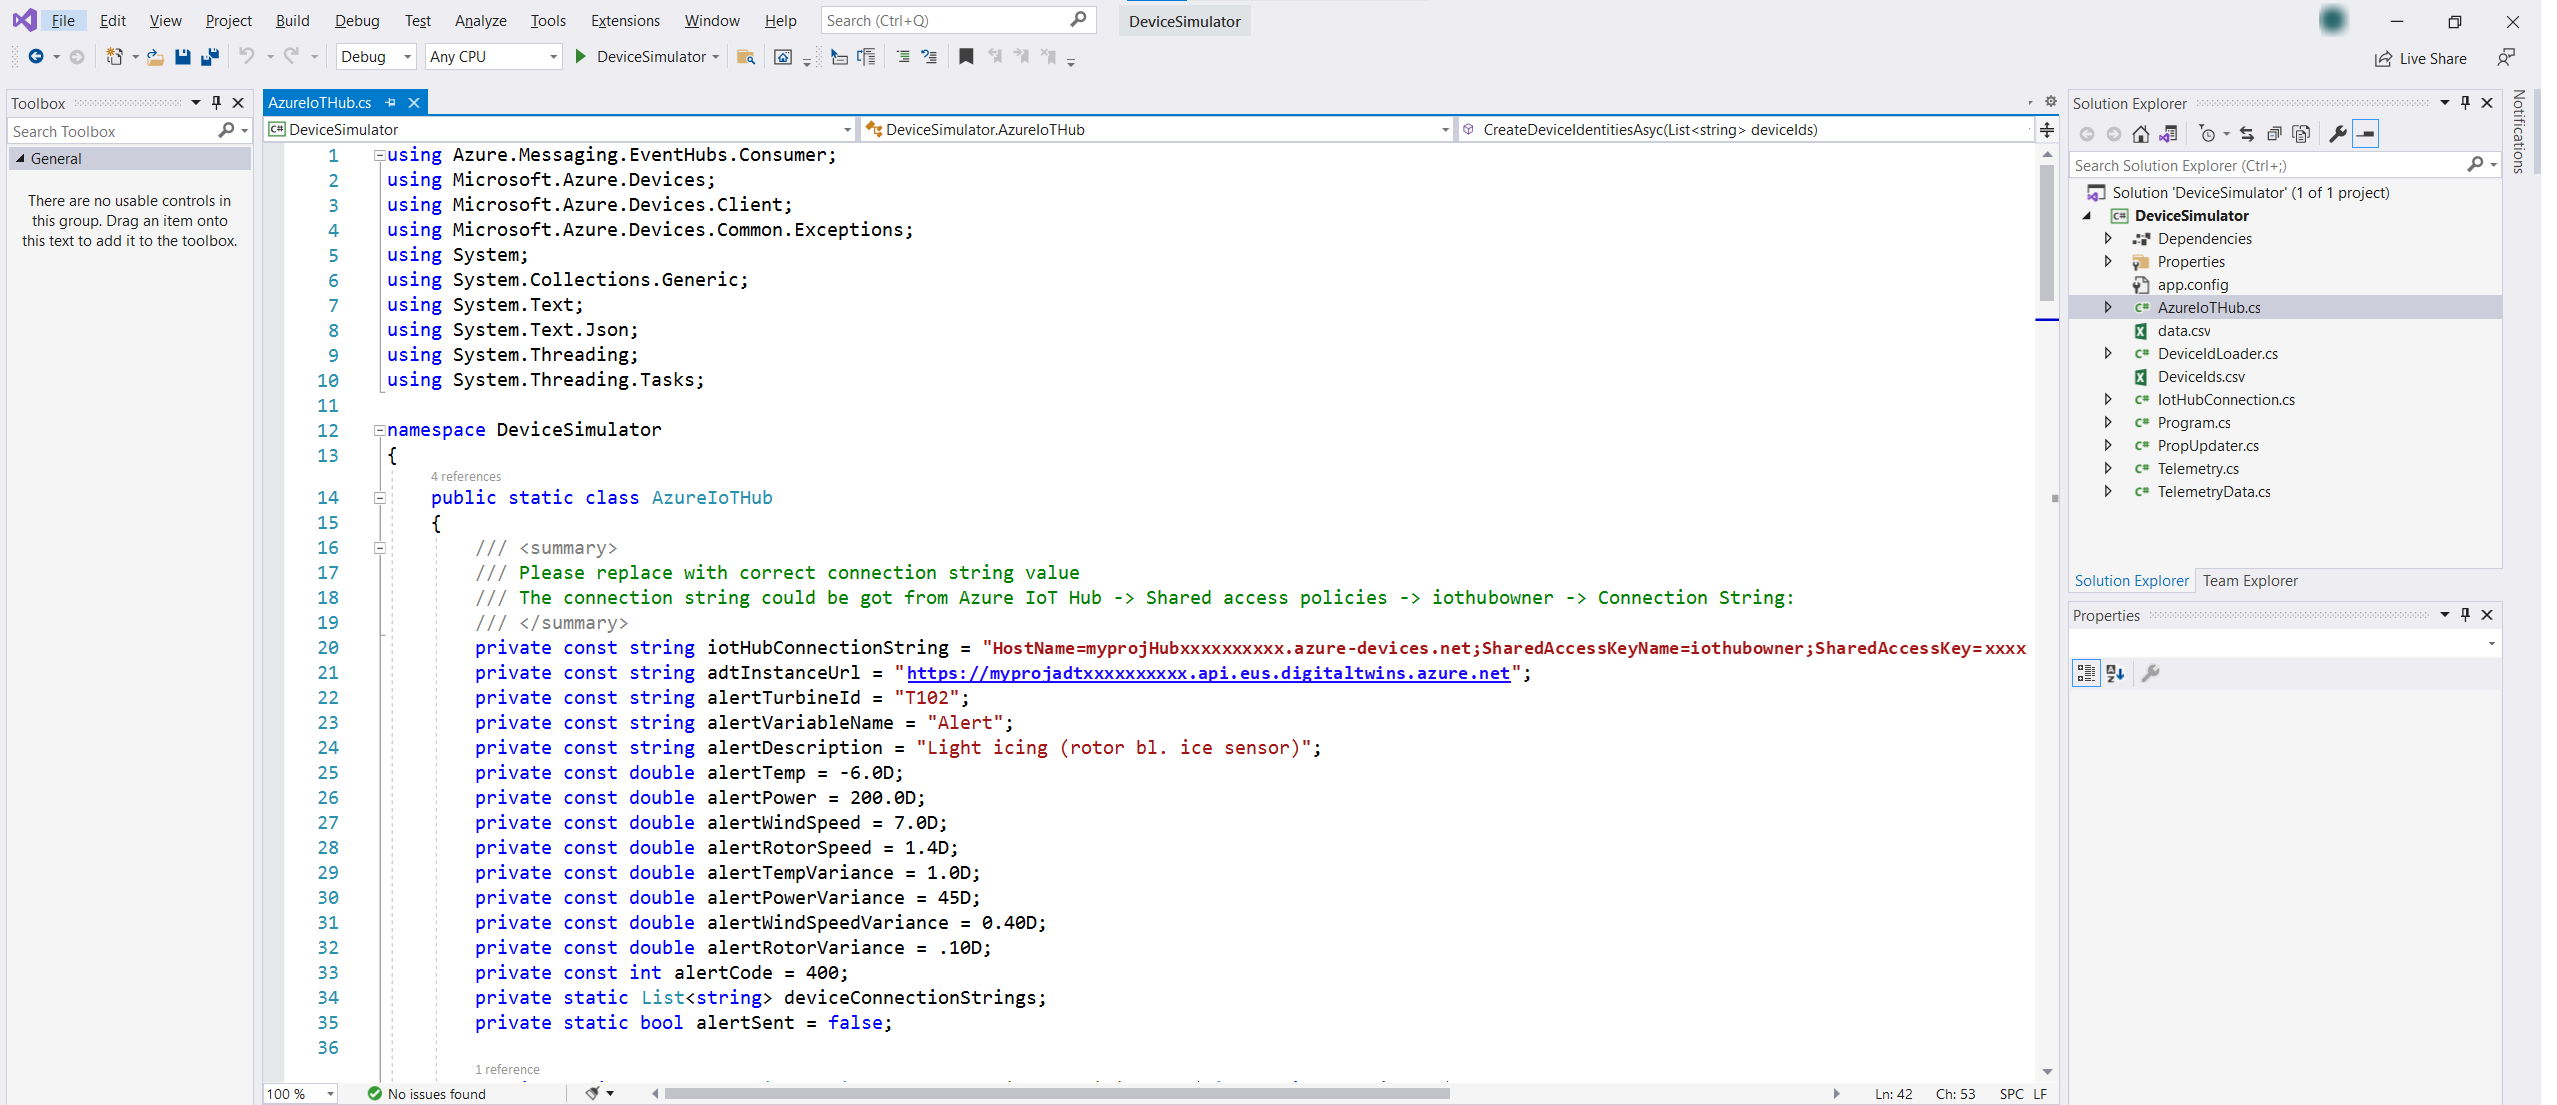 File Edit View Project Build Debug Test Analyze Tools Extensions Window Help Search (Ctrl+Q) DeviceSimulator
Debug Any CPU DeviceSimulator Live Share
Toolbox
Search Toolbox
General
There are no usable controls in
this group. Drag an item onto
this text to add it to the toolbox.
AzureIoTHub.cs
C# DeviceSimulator DeviceSimulator.AzureIoTHub CreateDeviceIdentitiesAsyc(List<string> deviceIds)
1 using Azure.Messaging.EventHubs.Consumer;
2 using Microsoft.Azure.Devices;
3 using Microsoft.Azure.Devices.Client;
4 using Microsoft.Azure.Devices.Common.Exceptions;
5 using System;
6 using System.Collections.Generic;
7 using System.Text;
8 using System.Text.Json;
9 using System.Threading;
10 using System.Threading.Tasks;
11
12 namespace DeviceSimulator
13 {
4 references
14 public static class AzureIoTHub
15 {
16 /// <summary>
17 /// Please replace with correct connection string value
18 /// The connection string could be got from Azure IoT Hub -> Shared access policies -> iothubowner -> Connection String:
19 /// </summary>
20 private const string iotHubConnectionString = "HostName=myprojHubxxxxxxxxxx.azure-devices.net;SharedAccessKeyName=iothubowner;SharedAccessKey=xxxx
21 private const string adtInstanceUrl = "https://myprojadtxxxxxxxxxx.api.eus.digitaltwins.azure.net";
22 private const string alertTurbineId = "T102";
23 private const string alertVariableName = "Alert";
24 private const string alertDescription = "Light icing (rotor bl. ice sensor)";
25 private const double alertTemp = -6.0D;
26 private const double alertPower = 200.0D;
27 private const double alertWindSpeed = 7.0D;
28 private const double alertRotorSpeed = 1.4D;
29 private const double alertTempVariance = 1.0D;
30 private const double alertPowerVariance = 45D;
31 private const double alertWindSpeedVariance = 0.40D;
32 private const double alertRotorVariance = .10D;
33 private const int alertCode = 400;
34 private static List<string> deviceConnectionStrings;
35 private static bool alertSent = false;
36
1 reference
100 % No issues found Ln: 42 Ch: 53 SPC LF
Solution Explorer
Search Solution Explorer (Ctrl+;)
Solution 'DeviceSimulator' (1 of 1 project)
C# DeviceSimulator
Dependencies
Properties
app.config
C# AzureIoTHub.cs
data.csv
C# DeviceIdLoader.cs
DeviceIds.csv
C# IotHubConnection.cs
C# Program.cs
C# PropUpdater.cs
C# Telemetry.cs
C# TelemetryData.cs
Solution Explorer Team Explorer
Properties
Notifications